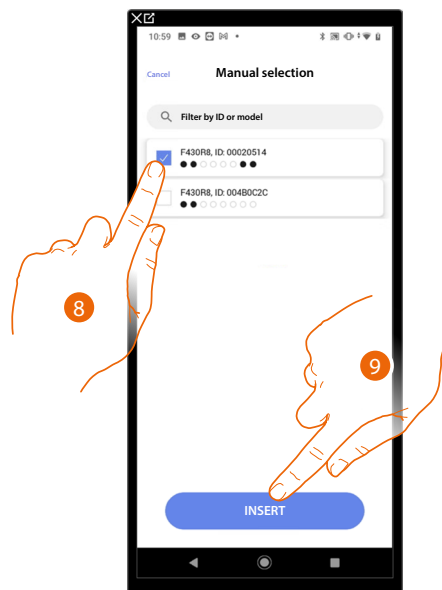 10:59
Cancel
Manual selection
Filter by ID or model
F430R8, ID: 00020514
F430R8, ID: 004B0C2C
8
9
INSERT